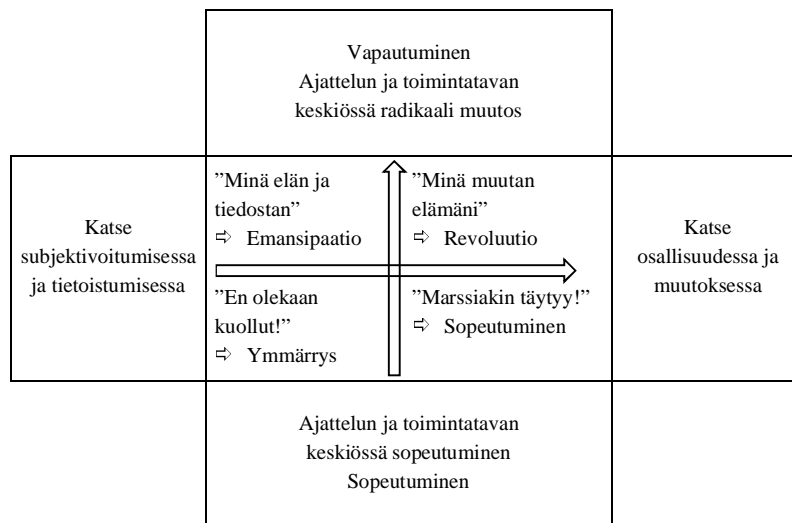 Vapautuminen
Ajattelun ja toimintatavan
keskiössä radikaali muutos
Katse
subjektivoitumisessa
ja tietoistumisessa
”Minä elän ja
tiedostan”
⇨ Emansipaatio
”Minä muutan
elämäni”
⇨ Revoluutio
”En olekaan
kuollut!”
⇨ Ymmärrys
”Marssiakin täytyy!”
⇨ Sopeutuminen
Katse
osallisuudessa ja
muutoksessa
Ajattelun ja toimintatavan
keskiössä sopeutuminen
Sopeutuminen